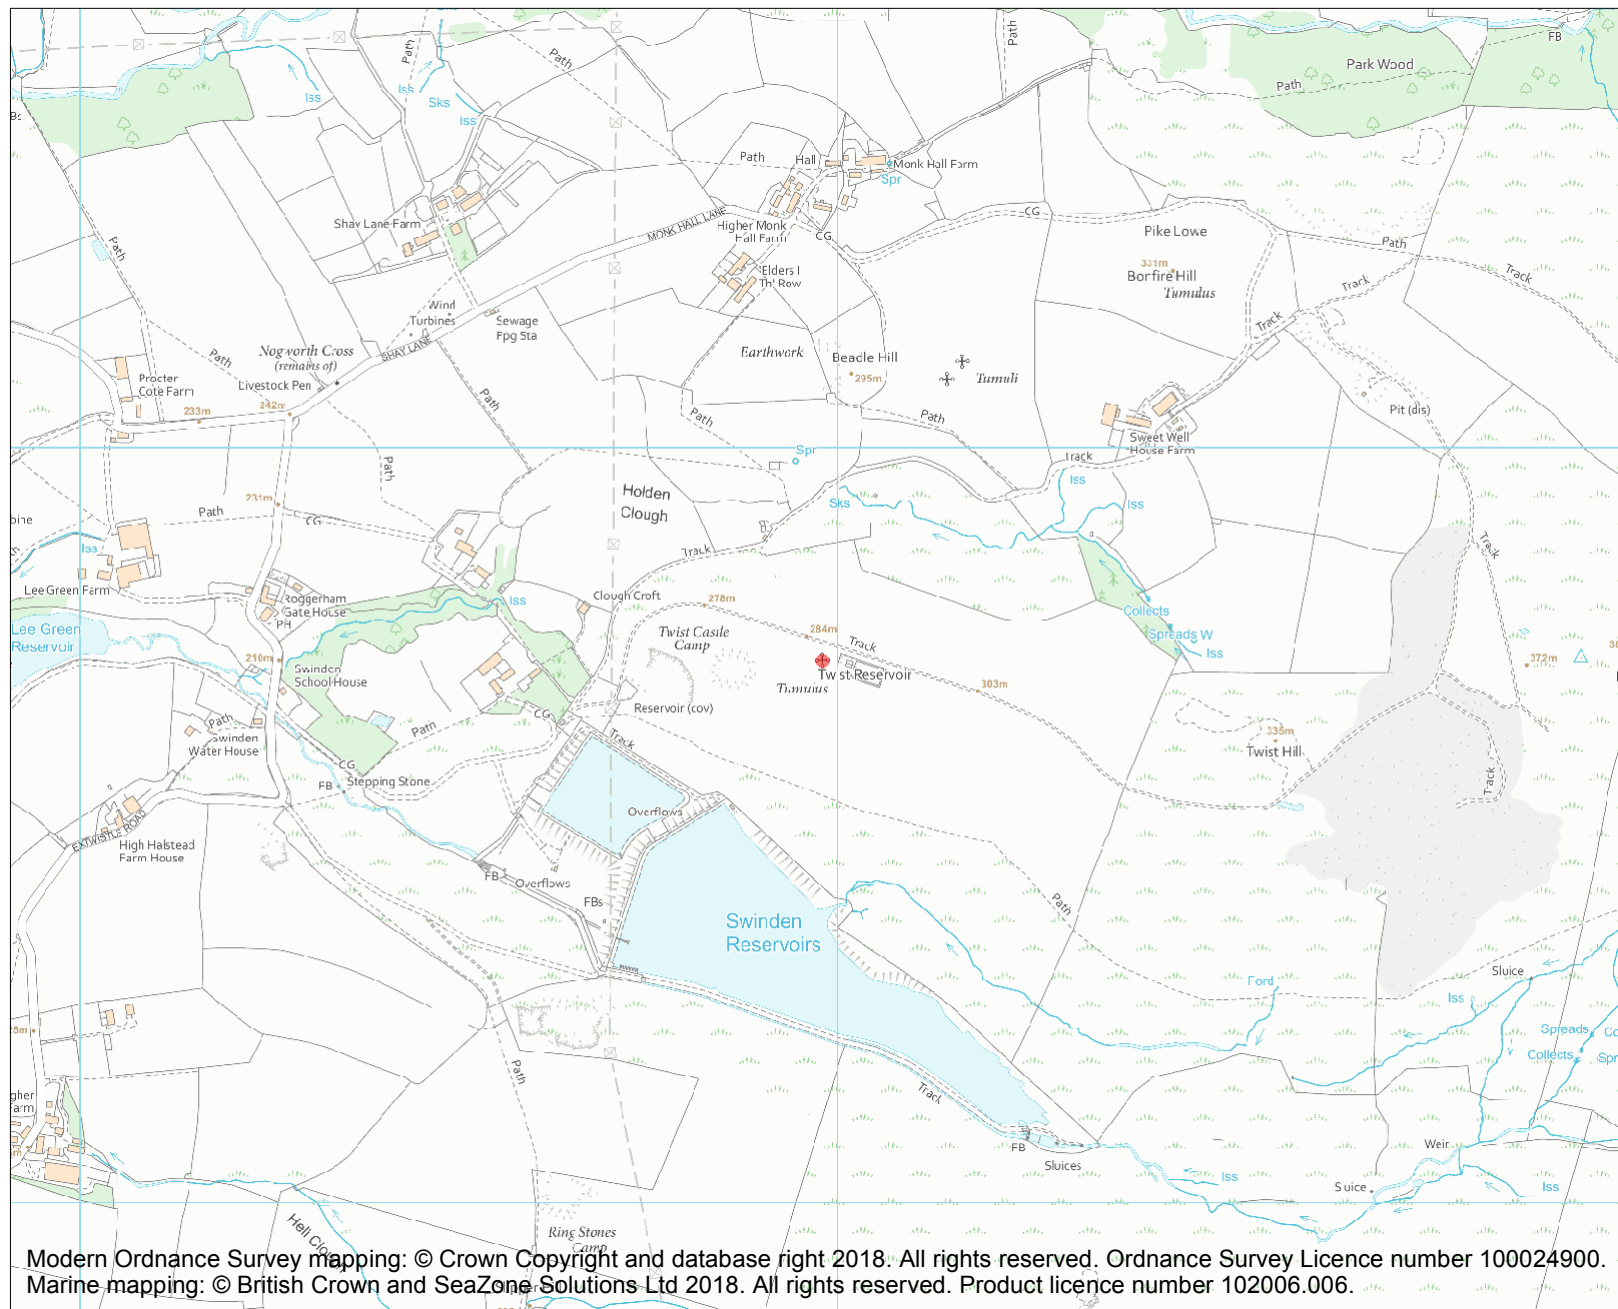 Path
Path
Path
FB
Park Wood
Path
Iss
Iss
Sks
Iss
Path
Hall
Monk Hall Farm
Spr
Shay Lane Farm
MONK HALL LANE
Higher Monk
Hall Farm
CG
CG
Pike Lowe
331m
Tumulus
Path
Path
Elders I
Th' Row
Track
Track
Track
Wind
Turbines
Sewage
Ppg Sta
SHAY LANE
Nogworth Cross
(remains of)
Path
Livestock Pen
Procter
Cote Farm
233m
242m
Earthwork
Beadle Hill
295m
Tumuli
Path
Path
Path
Pit (dis)
Sweet Well
House Farm
Track
Spr
Path
231m
Path
CG
Holden
Clough
Sks
Iss
Iss
Track
Track
Iss
Lee Green Farm
Roggerham
Gate House
PH
Iss
Clough Croft
278m
Collects
Lee Green
Reservoir
210m
Twist Castle
Camp
284m
Track
Spreads W
Iss
372m
Swinden
School House
Twist Reservoir
Tumulus
303m
Reservoir (cov)
Path
CG
Path
Swinden
Water House
Track
335m
Twist Hill
CG
FB
Stepping Stone
Track
Overflows
EXTWISTLE ROAD
High Halstead
Farm House
FB
Overflows
FBs
Path
Swinden
Reservoirs
Ford
Sluice
Iss
Spreads
Collects
Path
Track
FB
Sluices
Weir
Iss
Sluice
Iss
Hell Clough
Ring Stones
Camp
Modern Ordnance Survey mapping: © Crown Copyright and database right 2018. All rights reserved. Ordnance Survey Licence number 100024900.
Marine mapping: © British Crown and SeaZone Solutions Ltd 2018. All rights reserved. Product licence number 102006.006.